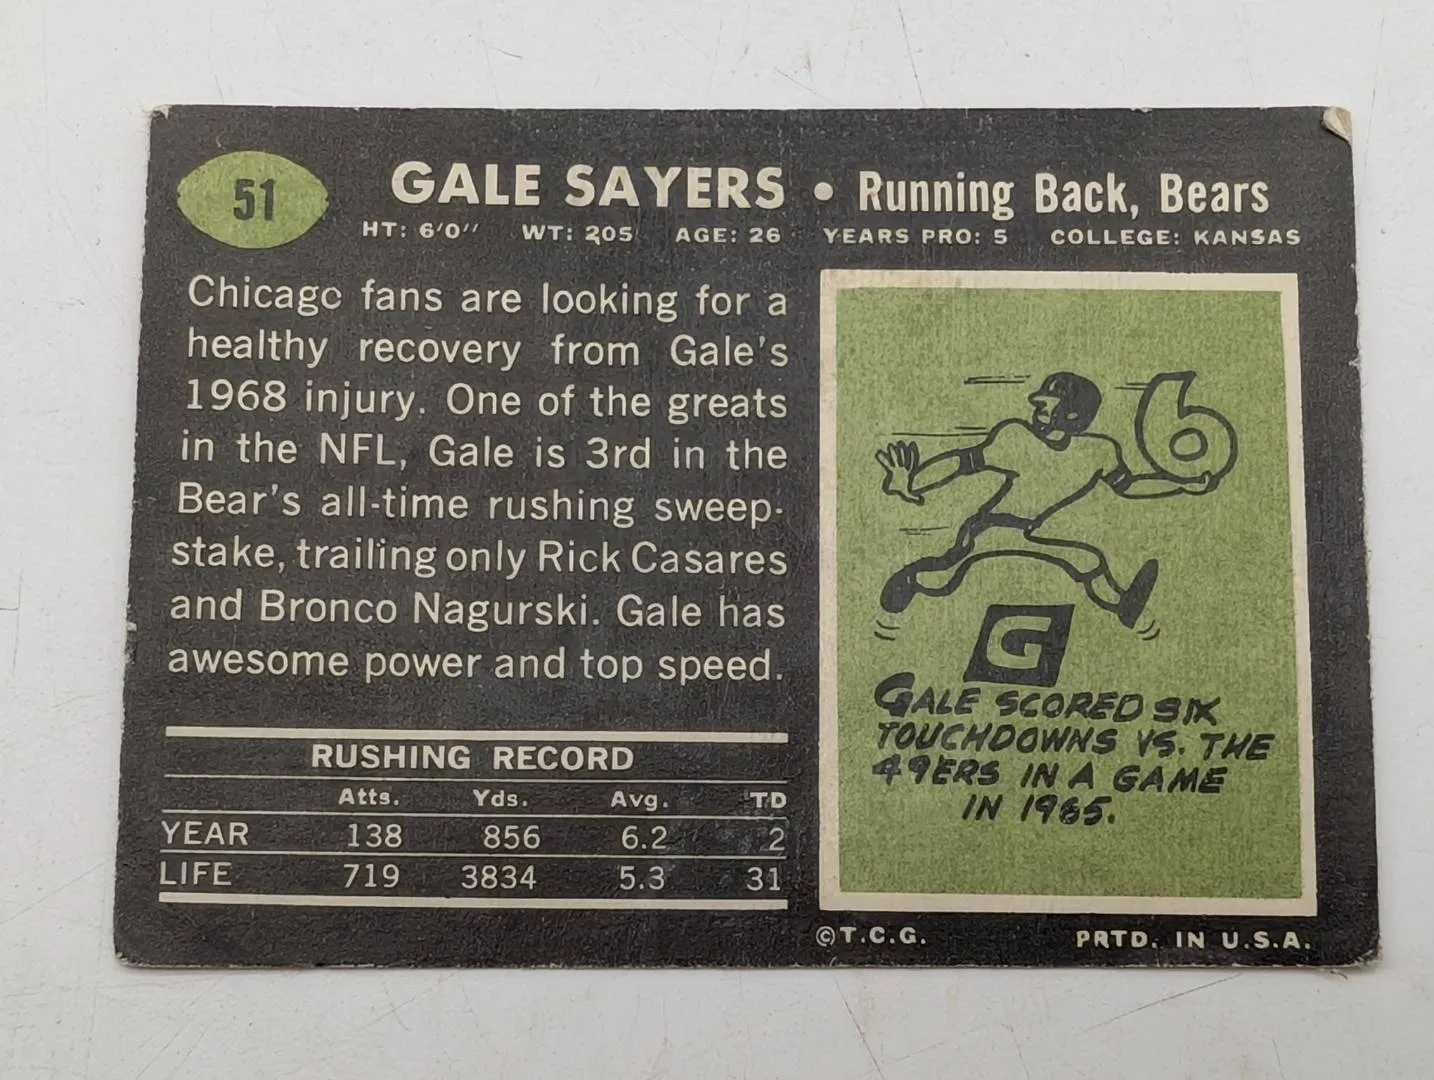 51
GALE SAYERS • Running Back, Bears
HT: 6'0'' WT: 205 AGE: 26 YEARS PRO: 5 COLLEGE: KANSAS
Chicago fans are looking for a
healthy recovery from Gale's
1968 injury. One of the greats
in the NFL, Gale is 3rd in the
Bear's all-time rushing sweep-
stake, trailing only Rick Casares
and Bronco Nagurski. Gale has
awesome power and top speed.
RUSHING RECORD
Atts. Yds. Avg. TD
YEAR 138 856 6.2 2
LIFE 719 3834 5.3 31
6
G
GALE SCORED SIX
TOUCHDOWNS VS. THE
49ERS IN A GAME
IN 1965.
©T.C.G. PRTD. IN U.S.A.